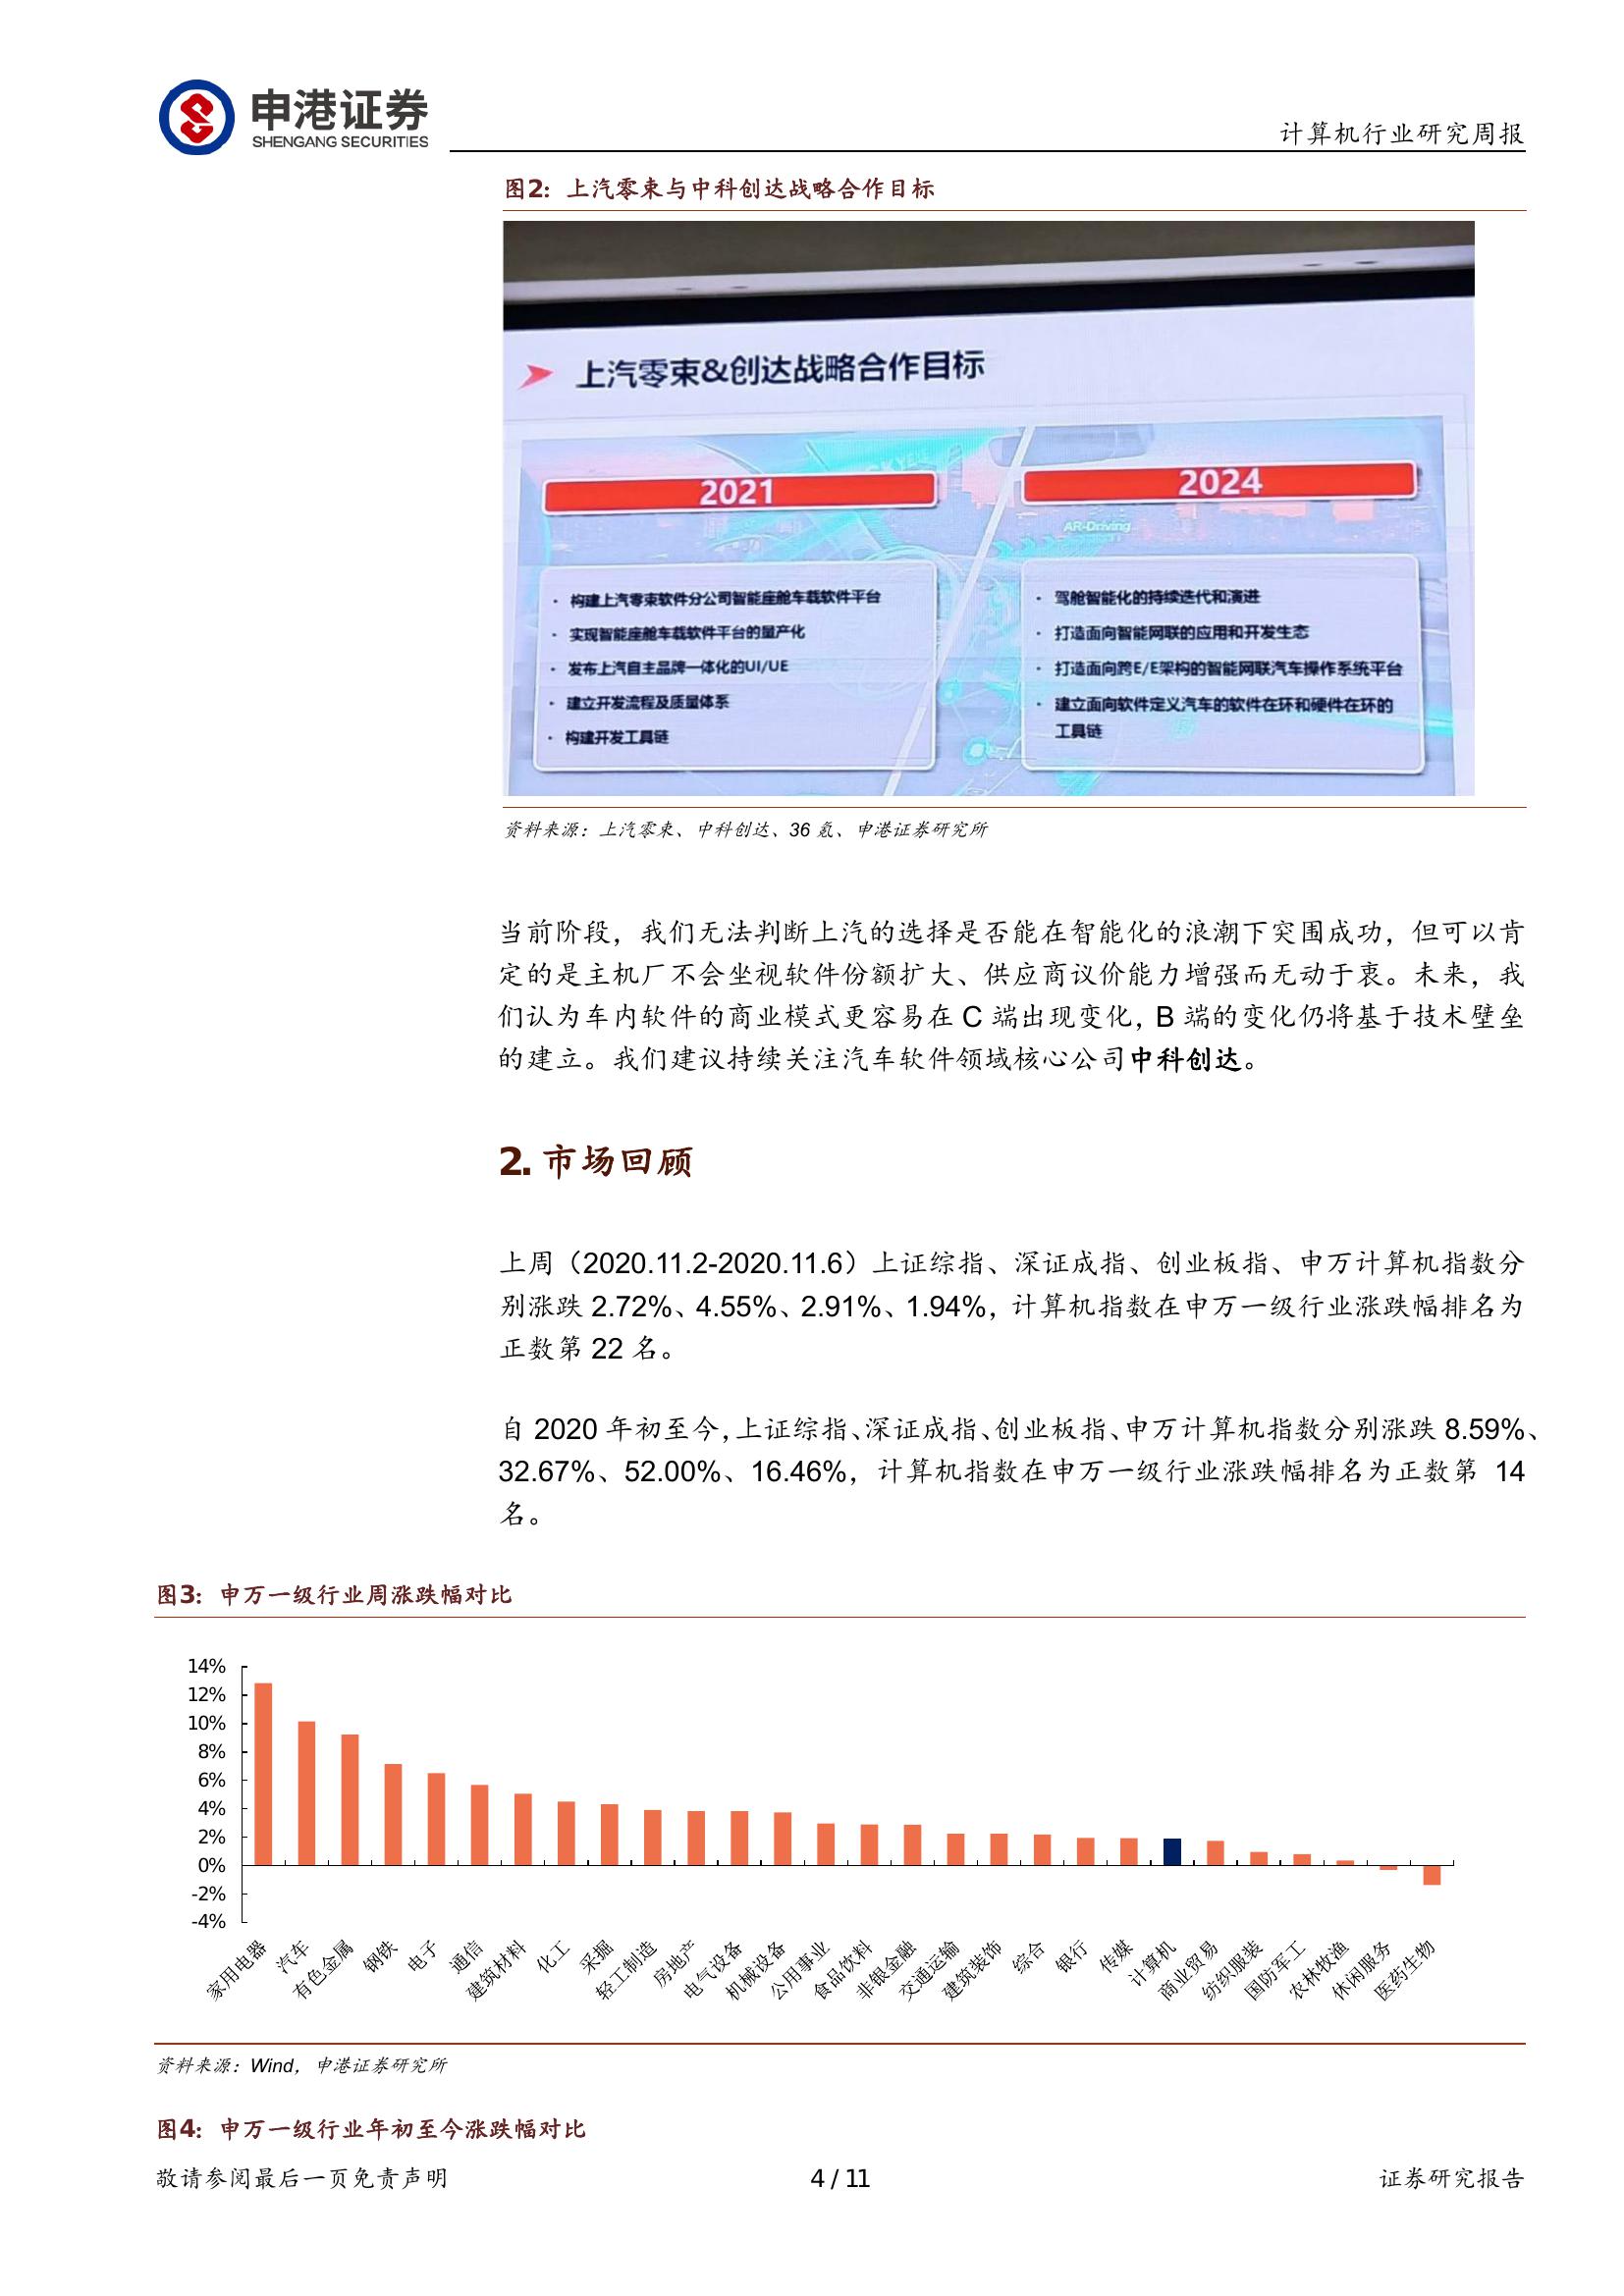 申港证券
SHENGANG SECURITIES
计算机行业研究周报
图2：上汽零束与中科创达战略合作目标
上汽零束&创达战略合作目标
2021
2024
AR-Driving
· 构建上汽零束软件分公司智能座舱车载软件平台
· 实现智能座舱车载软件平台的量产化
· 发布上汽自主品牌一体化的UI/UE
· 建立开发流程及质量体系
· 构建开发工具链
· 驾舱智能化的持续迭代和演进
· 打造面向智能网联的应用和开发生态
· 打造面向跨E/E架构的智能网联汽车操作系统平台
· 建立面向软件定义汽车的软件在环和硬件在环的
工具链
资料来源：上汽零束、中科创达、36氪、申港证券研究所
当前阶段，我们无法判断上汽的选择是否能在智能化的浪潮下突围成功，但可以肯
定的是主机厂不会坐视软件份额扩大、供应商议价能力增强而无动于衷。未来，我
们认为车内软件的商业模式更容易在 C 端出现变化，B 端的变化仍将基于技术壁垒
的建立。我们建议持续关注汽车软件领域核心公司中科创达。
2. 市场回顾
上周（2020.11.2-2020.11.6）上证综指、深证成指、创业板指、申万计算机指数分
别涨跌 2.72%、4.55%、2.91%、1.94%，计算机指数在申万一级行业涨跌幅排名为
正数第 22 名。
自 2020 年初至今，上证综指、深证成指、创业板指、申万计算机指数分别涨跌 8.59%、
32.67%、52.00%、16.46%，计算机指数在申万一级行业涨跌幅排名为正数第 14
名。
图3：申万一级行业周涨跌幅对比
14%
12%
10%
8%
6%
4%
2%
0%
-2%
-4%
家用电器
汽车
有色金属
钢铁
电子
通信
建筑材料
化工
采掘
轻工制造
房地产
电气设备
机械设备
公用事业
食品饮料
非银金融
交通运输
建筑装饰
综合
银行
传媒
计算机
商业贸易
纺织服装
国防军工
农林牧渔
休闲服务
医药生物
资料来源：Wind，申港证券研究所
图4：申万一级行业年初至今涨跌幅对比
敬请参阅最后一页免责声明
4 / 11
证券研究报告